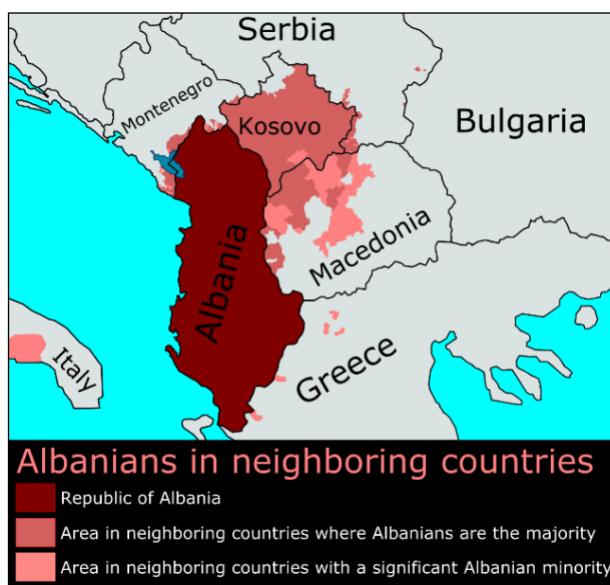 Serbia
Montenegro
Kosovo
Bulgaria
Albania
Macedonia
Italy
Greece
Albanians in neighboring countries
Republic of Albania
Area in neighboring countries where Albanians are the majority
Area in neighboring countries with a significant Albanian minority